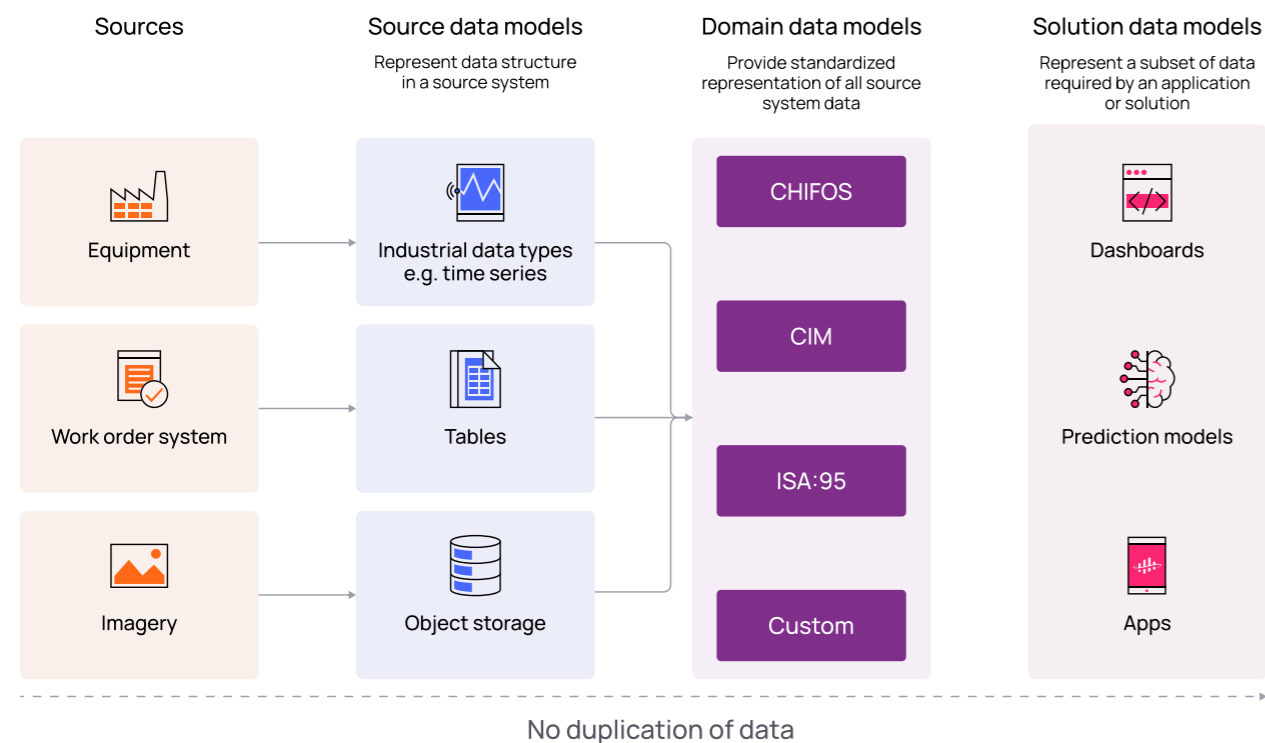 Sources
Source data models
Represent data structure
in a source system
Domain data models
Provide standardized
representation of all source
system data
Solution data models
Represent a subset of data
required by an application
or solution
Equipment
Work order system
Imagery
Industrial data types
e.g. time series
Tables
Object storage
CHIFOS
CIM
ISA:95
Custom
Dashboards
Prediction models
Apps
No duplication of data